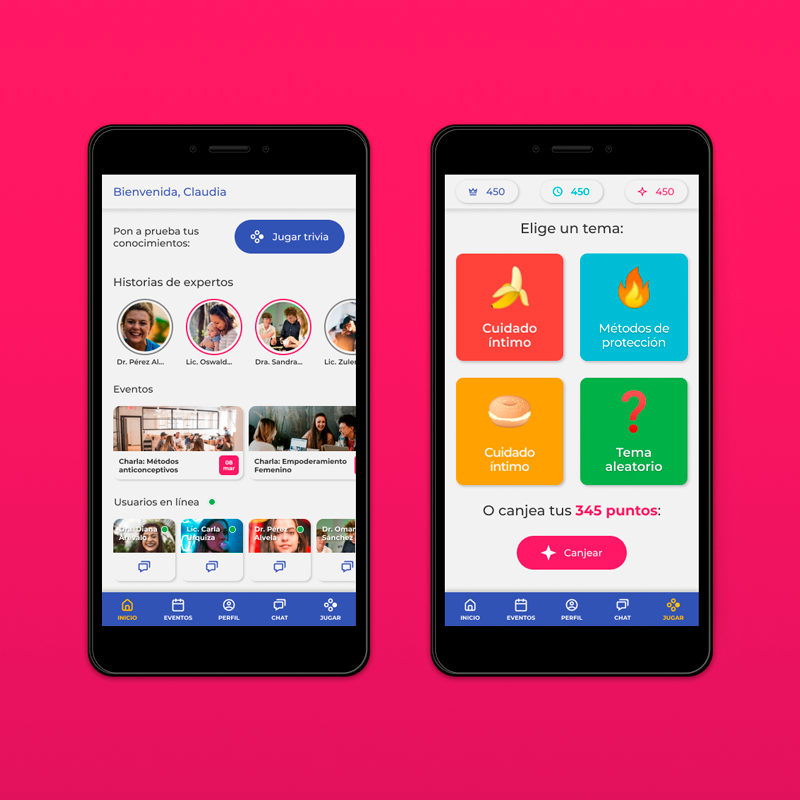 Bienvenida, Claudia
Pon a prueba tus
conocimientos:
Jugar trivia
Historias de expertos
Dr. Pérez Al...
Lic. Oswald...
Dra. Sandra...
Lic. Zuler
Eventos
Charla: Métodos
anticonceptivos
08
mar
Charla: Empoderamiento
Femenino
Usuarios en línea
Dra. Diana
Arévalo
Lic. Carla
Urquiza
Dr. Pérez
Alvela
Dr. Omar
Sánchez
INICIO
EVENTOS
PERFIL
CHAT
JUGAR
450
450
450
Elige un tema:
Cuidado
íntimo
Métodos de
protección
Cuidado
íntimo
Tema
aleatorio
O canjea tus 345 puntos:
Canjear
INICIO
EVENTOS
PERFIL
CHAT
JUGAR